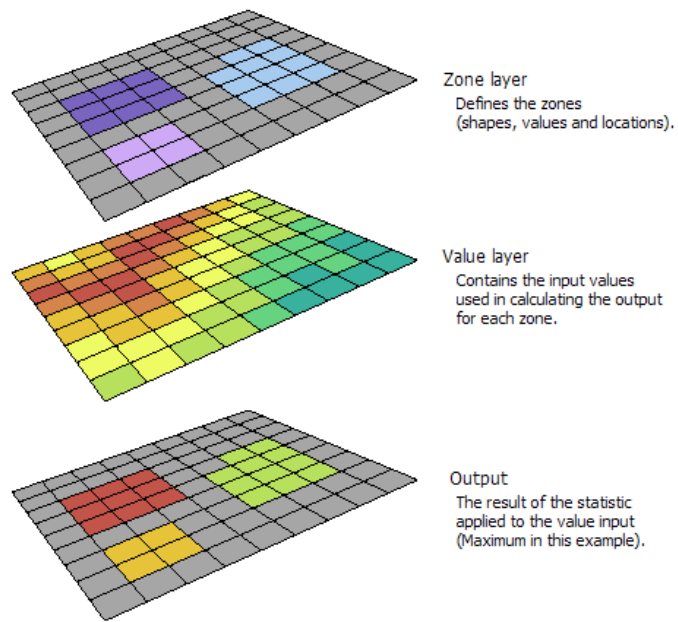 Zone layer
Defines the zones
(shapes, values and locations).
Value layer
Contains the input values
used in calculating the output
for each zone.
Output
The result of the statistic
applied to the value input
(Maximum in this example).